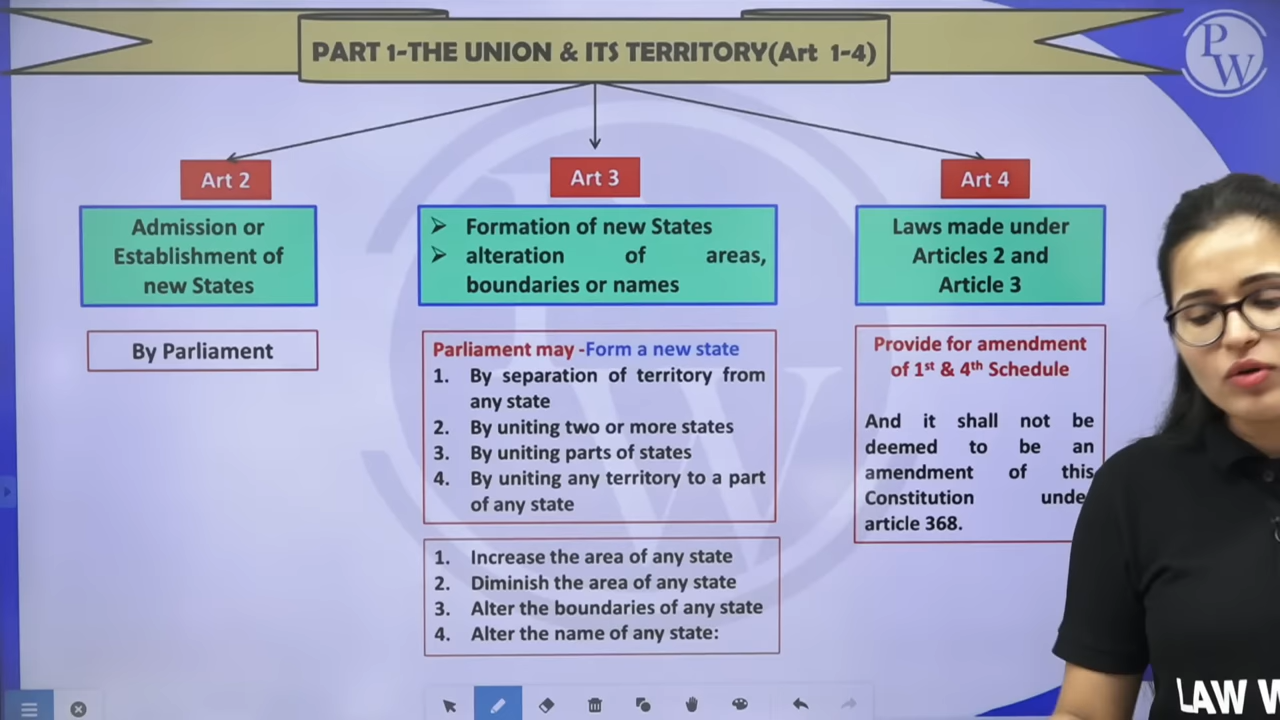 PART 1-THE UNION & ITS TERRITORY(Art 1-4)
PW
Art 2
Admission or
Establishment of
new States
By Parliament
Art 3
➢ Formation of new States
➢ alteration of areas,
boundaries or names
Parliament may -Form a new state
1. By separation of territory from
any state
2. By uniting two or more states
3. By uniting parts of states
4. By uniting any territory to a part
of any state
1. Increase the area of any state
2. Diminish the area of any state
3. Alter the boundaries of any state
4. Alter the name of any state:
Art 4
Laws made under
Articles 2 and
Article 3
Provide for amendment
of 1st & 4th Schedule
And it shall not be
deemed to be an
amendment of this
Constitution unde
article 368.
LAW W